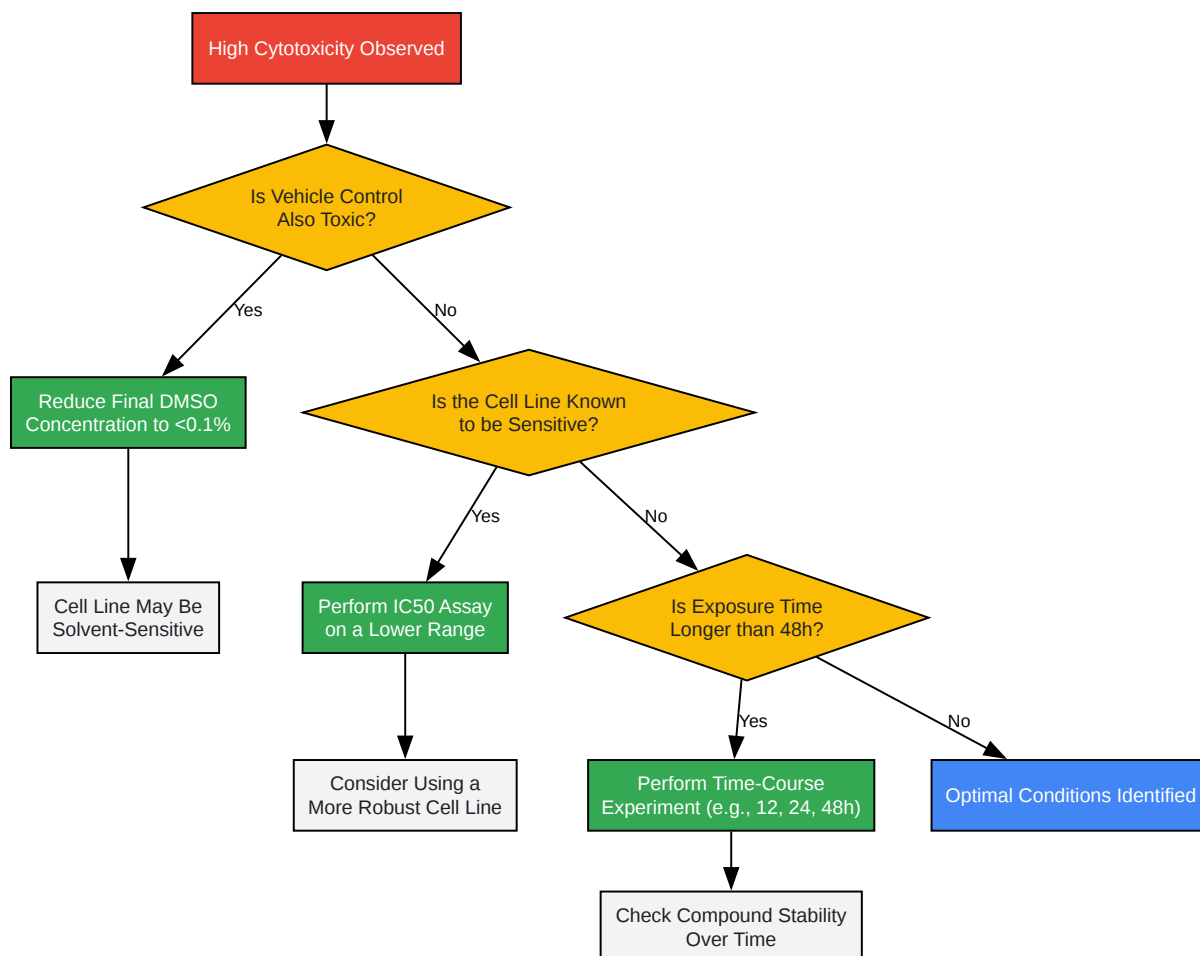 High Cytotoxicity Observed
Is Vehicle Control
Also Toxic?
Yes
No
Reduce Final DMSO
Concentration to <0.1%
Is the Cell Line Known
to be Sensitive?
Yes
No
Cell Line May Be
Solvent-Sensitive
Perform IC50 Assay
on a Lower Range
Is Exposure Time
Longer than 48h?
Yes
No
Consider Using a
More Robust Cell Line
Perform Time-Course
Experiment (e.g., 12, 24, 48h)
Optimal Conditions Identified
Check Compound Stability
Over Time